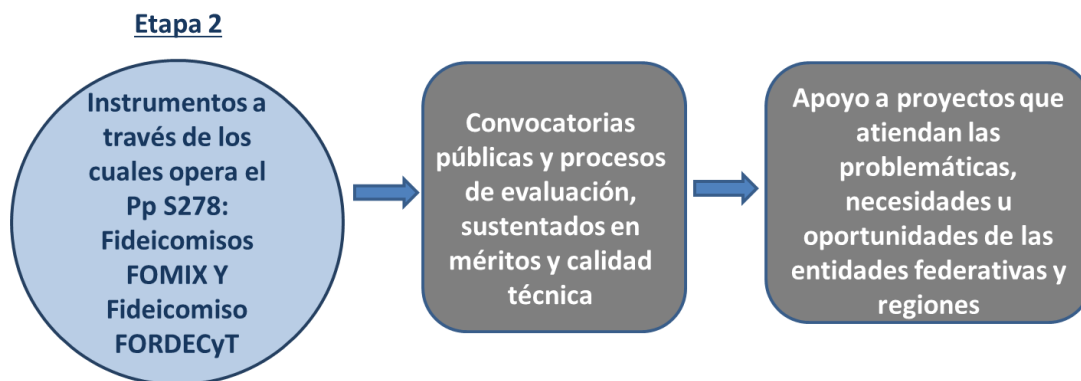 Etapa 2
Instrumentos a
través de los
cuales opera el
Pp S278:
Fideicomisos
FOMIX Y
Fideicomiso
FORDECyT
Convocatorias
públicas y procesos
de evaluación,
sustentados en
méritos y calidad
técnica
Apoyo a proyectos que
atiendan las
problemáticas,
necesidades u
oportunidades de las
entidades federativas y
regiones